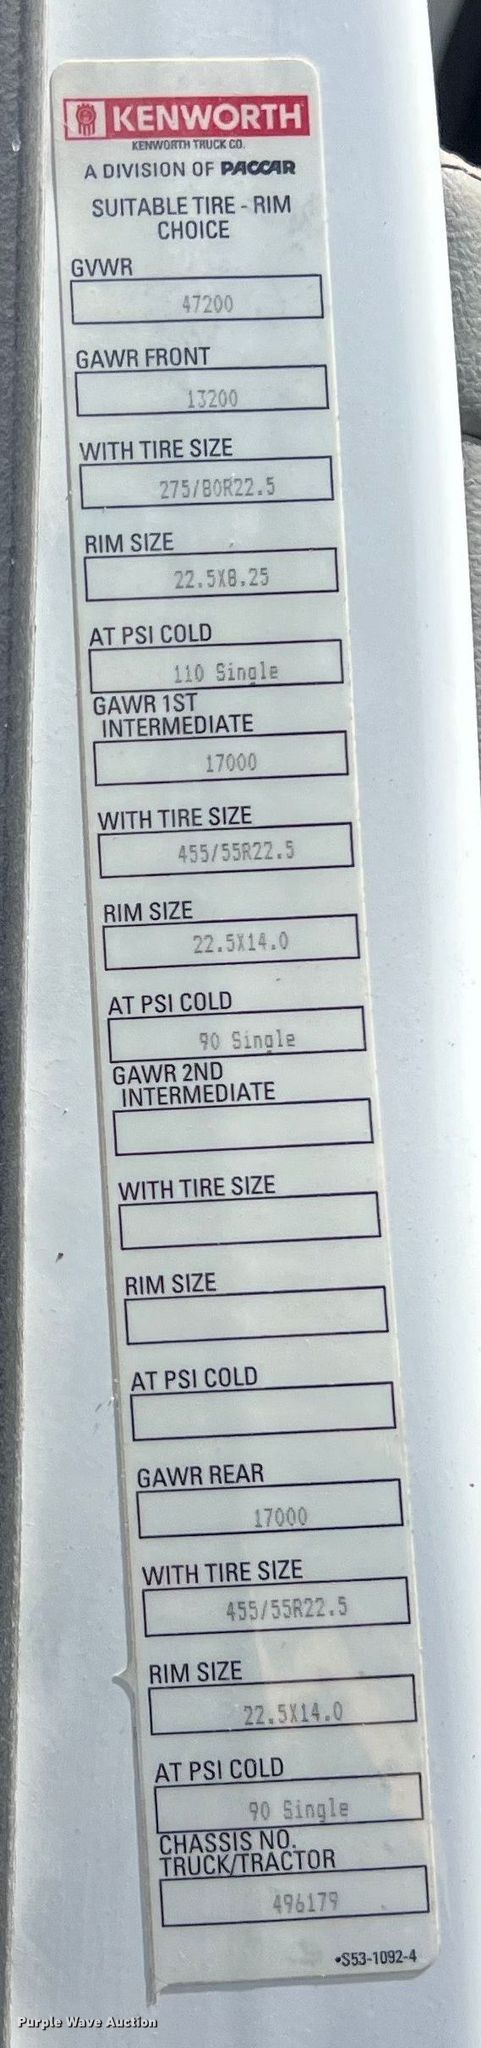 KENWORTH
KENWORTH TRUCK CO.
A DIVISION OF PACCAR
SUITABLE TIRE - RIM
CHOICE
GVWR
47200
GAWR FRONT
13200
WITH TIRE SIZE
275/80R22.5
RIM SIZE
22.5X8.25
AT PSI COLD
110 Single
GAWR 1ST
INTERMEDIATE
17000
WITH TIRE SIZE
455/55R22.5
RIM SIZE
22.5X14.0
AT PSI COLD
90 Single
GAWR 2ND
INTERMEDIATE
WITH TIRE SIZE
RIM SIZE
AT PSI COLD
GAWR REAR
17000
WITH TIRE SIZE
455/55R22.5
RIM SIZE
22.5X14.0
AT PSI COLD
90 Single
CHASSIS NO.
TRUCK/TRACTOR
496179
•S53-1092-4
Purple Wave Auction